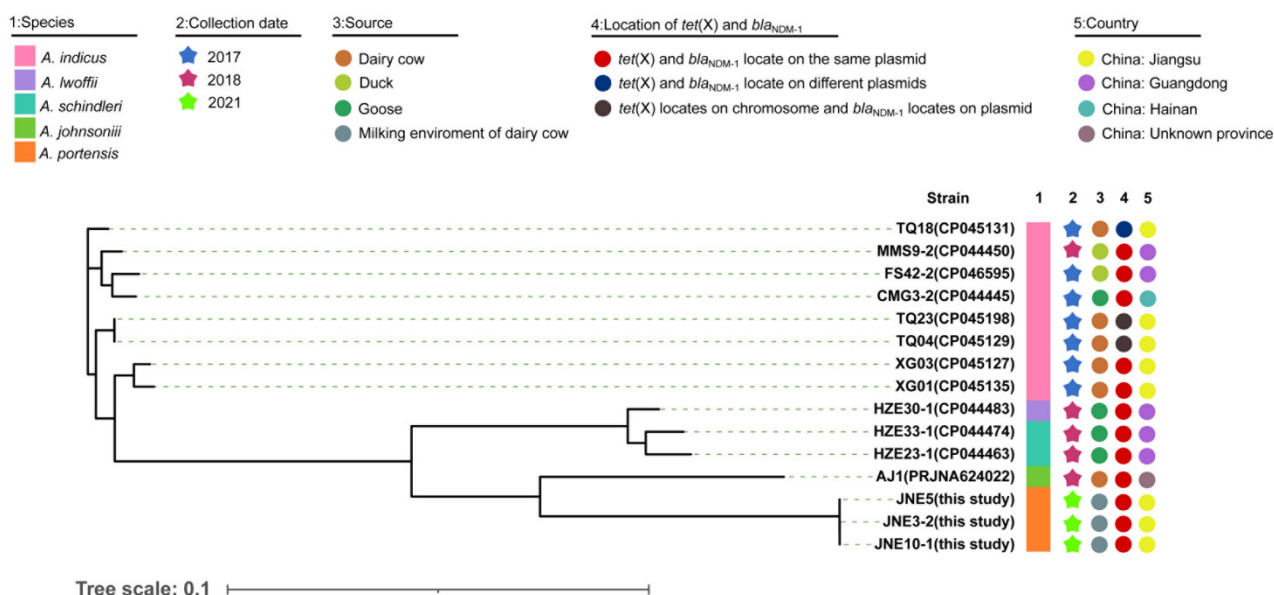 1:Species
A. indicus
A. lwoffii
A. schindleri
A. johnsoniii
A. portensis
2:Collection date
2017
2018
2021
3:Source
Dairy cow
Duck
Goose
Milking enviroment of dairy cow
4:Location of tet(X) and blaNDM-1
tet(X) and blaNDM-1 locate on the same plasmid
tet(X) and blaNDM-1 locate on different plasmids
tet(X) locates on chromosome and blaNDM-1 locates on plasmid
5:Country
China: Jiangsu
China: Guangdong
China: Hainan
China: Unknown province
Strain 1 2 3 4 5
TQ18(CP045131)
MMS9-2(CP044450)
FS42-2(CP046595)
CMG3-2(CP044445)
TQ23(CP045198)
TQ04(CP045129)
XG03(CP045127)
XG01(CP045135)
HZE30-1(CP044483)
HZE33-1(CP044474)
HZE23-1(CP044463)
AJ1(PRJNA624022)
JNE5(this study)
JNE3-2(this study)
JNE10-1(this study)
Tree scale: 0.1